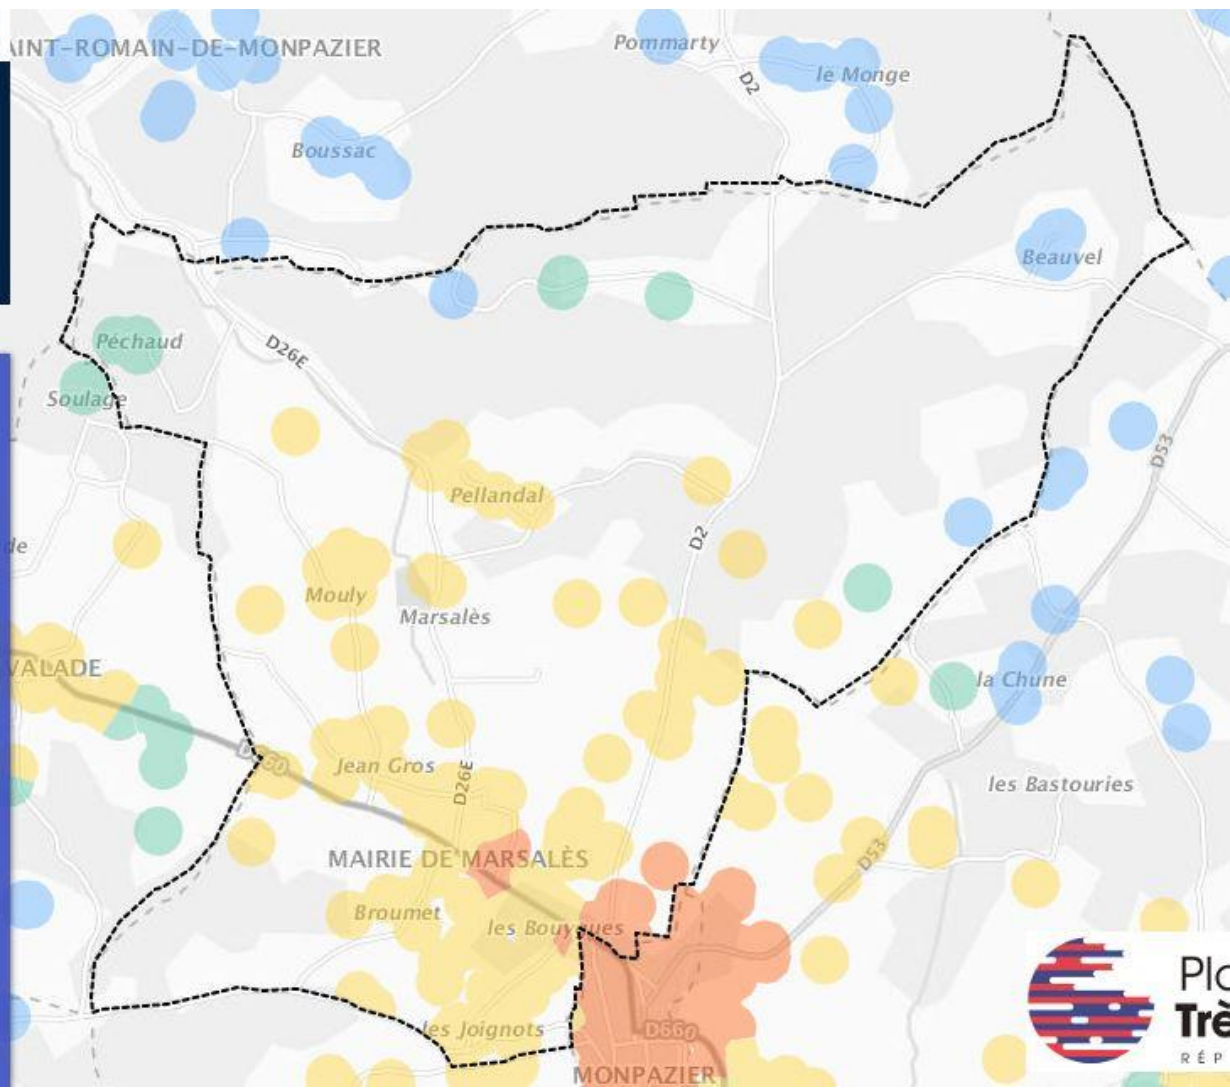 AINT-ROMAIN-DE-MONPAZIER
Pommarty
D2
le Monge
Boussac
Beauvel
Péchaud
D26E
Soulage
D53
Pellandal
D2
de
Mouly
Marsalès
VALADE
la Chune
Jean Gros
D26E
les Bastouries
MAIRIE DE MARSALÈS
D53
Broumet
les Bouygues
les Joignots
D660
MONPAZIER
Trè
RÉP